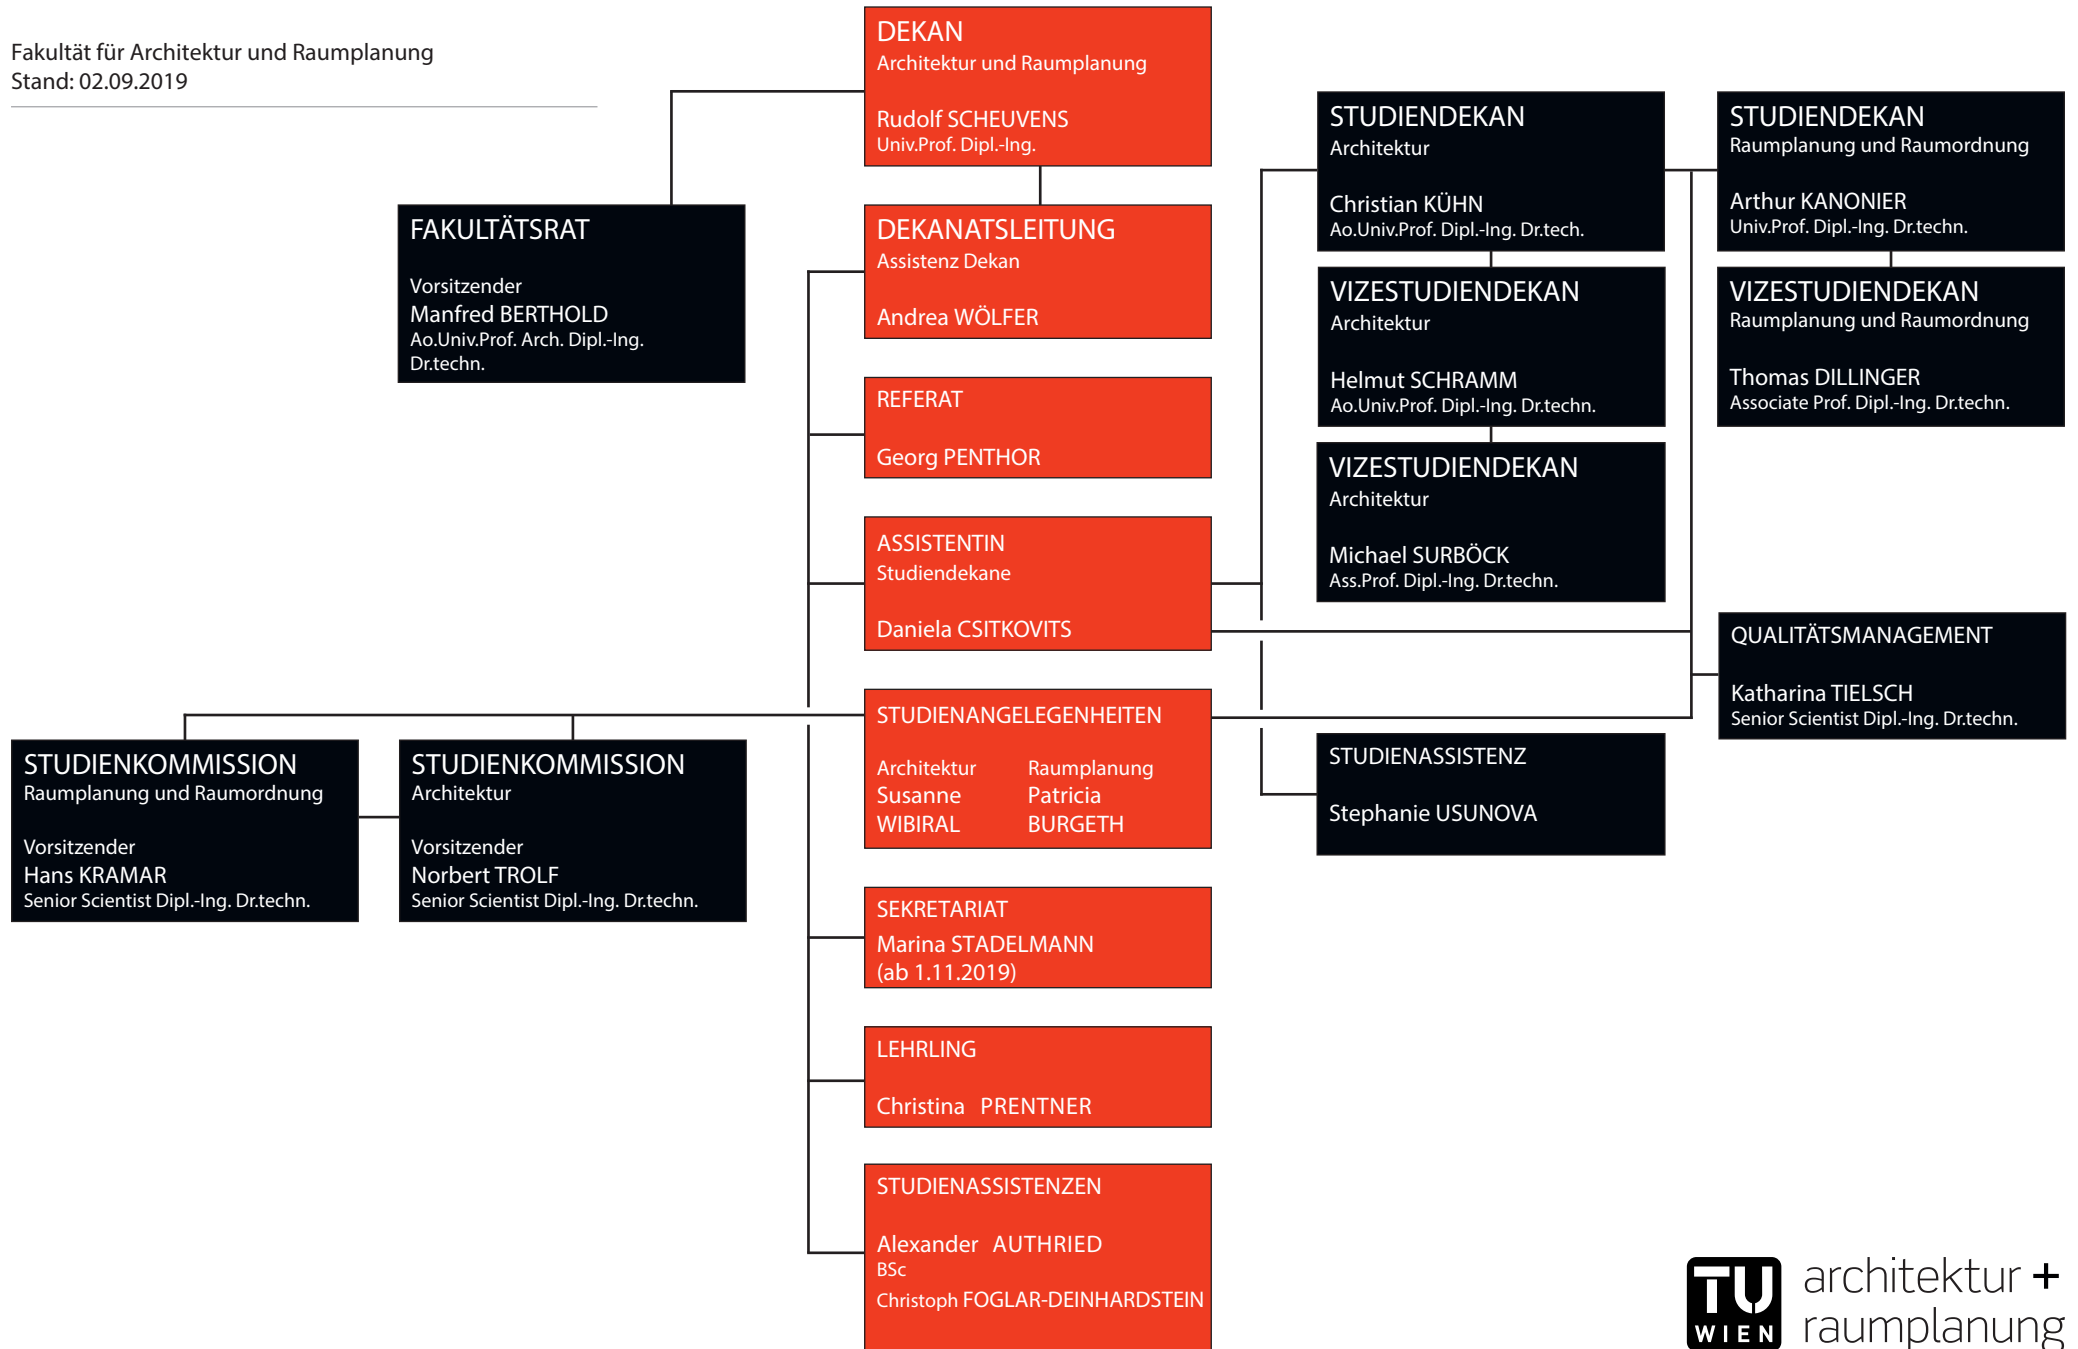 Fakultät für Architektur und Raumplanung
Stand: 02.09.2019
DEKAN
Architektur und Raumplanung
Rudolf SCHEUVENS
Univ.Prof. Dipl.-Ing.
FAKULTÄTSRAT
Vorsitzender
Manfred BERTHOLD
Ao.Univ.Prof. Arch. Dipl.-Ing.
Dr.techn.
DEKANATSLEITUNG
Assistenz Dekan
Andrea WÖLFER
REFERAT
Georg PENTHOR
ASSISTENTIN
Studiendekane
Daniela CSITKOVITS
STUDIENDEKAN
Architektur
Christian KÜHN
Ao.Univ.Prof. Dipl.-Ing. Dr.tech.
VIZESTUDIENDEKAN
Architektur
Helmut SCHRAMM
Ao.Univ.Prof. Dipl.-Ing. Dr.techn.
VIZESTUDIENDEKAN
Architektur
Michael SURBÖCK
Ass.Prof. Dipl.-Ing. Dr.techn.
STUDIENDEKAN
Raumplanung und Raumordnung
Arthur KANONIER
Univ.Prof. Dipl.-Ing. Dr.techn.
VIZESTUDIENDEKAN
Raumplanung und Raumordnung
Thomas DILLINGER
Associate Prof. Dipl.-Ing. Dr.techn.
QUALITÄTSMANAGEMENT
Katharina TIELSCH
Senior Scientist Dipl.-Ing. Dr.techn.
STUDIENKOMMISSION
Raumplanung und Raumordnung
Vorsitzender
Hans KRAMAR
Senior Scientist Dipl.-Ing. Dr.techn.
STUDIENKOMMISSION
Architektur
Vorsitzender
Norbert TROLF
Senior Scientist Dipl.-Ing. Dr.techn.
STUDIENANGELEGENHEITEN
Architektur Raumplanung
Susanne Patricia
WIBIRAL BURGETH
STUDIENASSISTENZ
Stephanie USUNOVA
SEKRETARIAT
Marina STADELMANN
(ab 1.11.2019)
LEHRLING
Christina PRENTNER
STUDIENASSISTENZEN
Alexander AUTHRIED
BSc
Christoph FOGLAR-DEINHARDSTEIN
TU
WIEN
architektur +
raumplanung